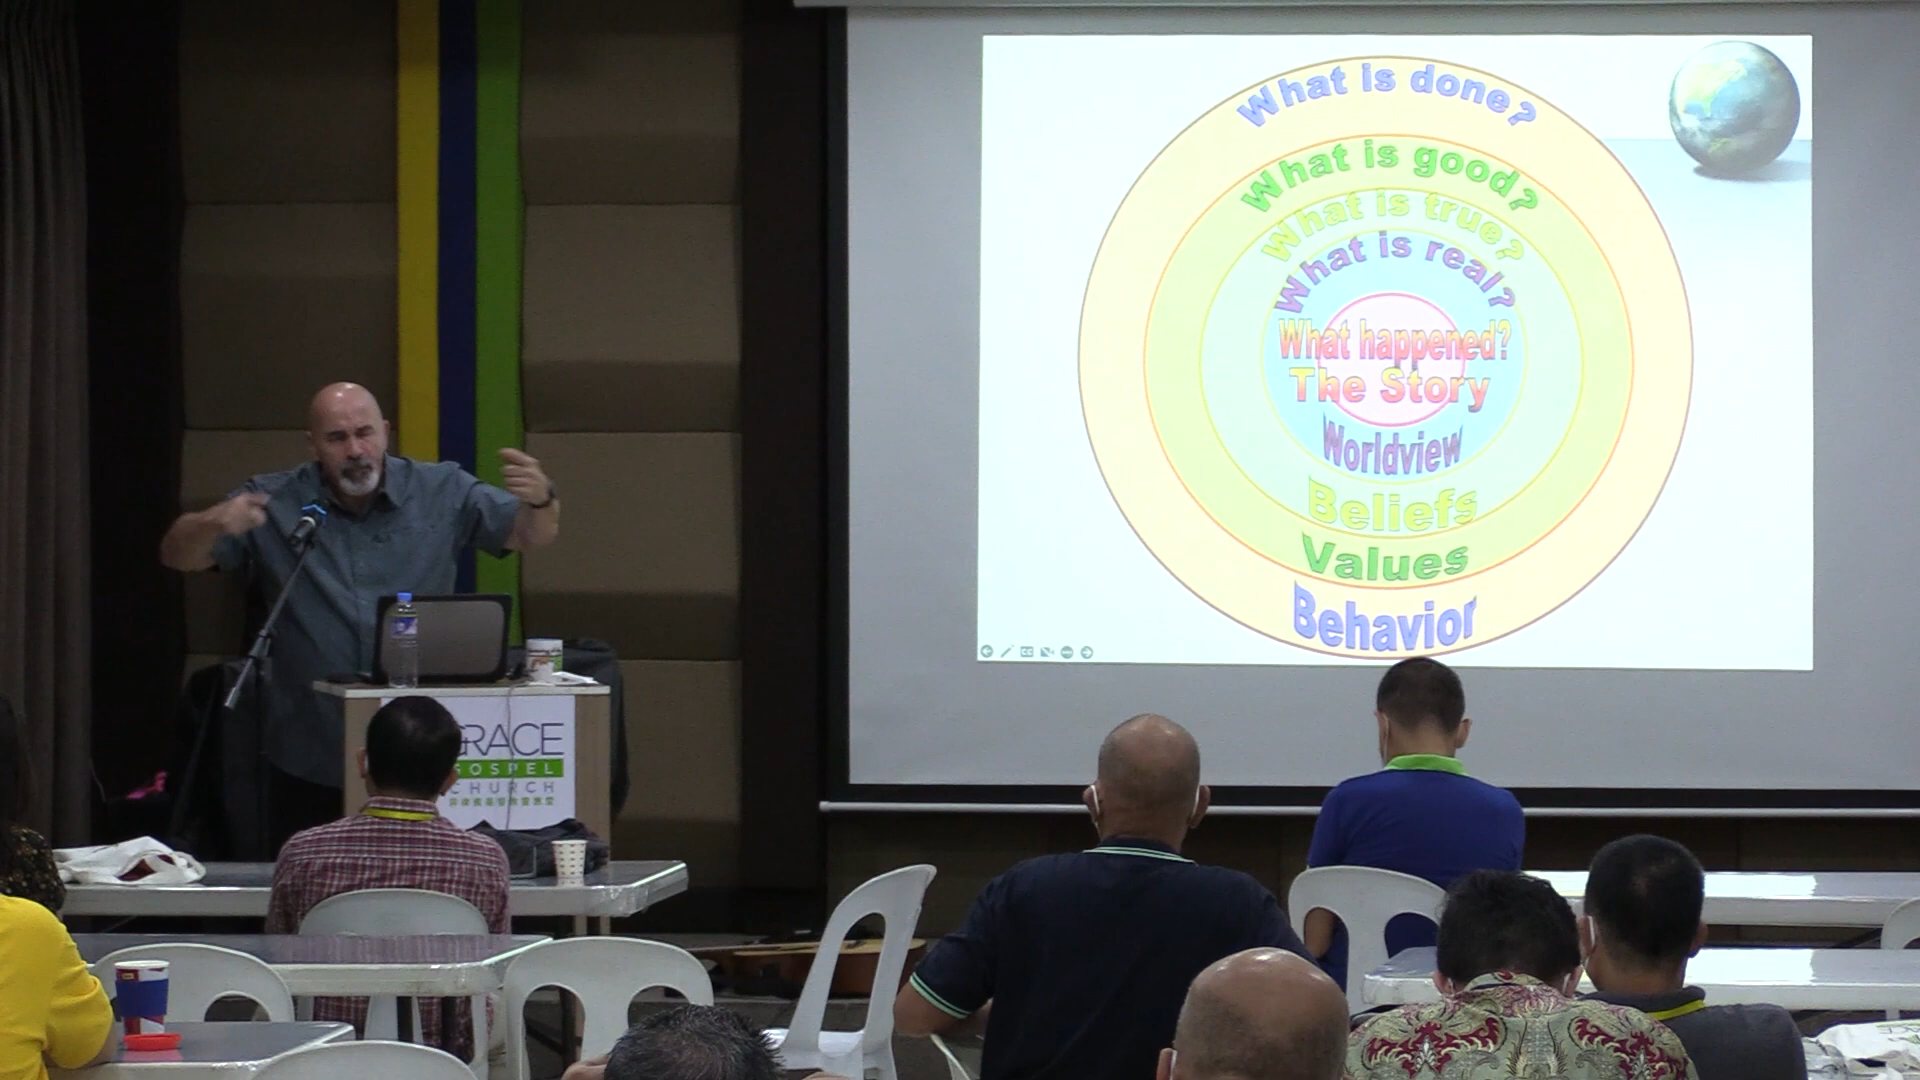 What is done?
What is good?
What is true?
What is real?
What happened?
The Story
Worldview
Beliefs
Values
Behavior
GRACE
GOSPEL
CHURCH